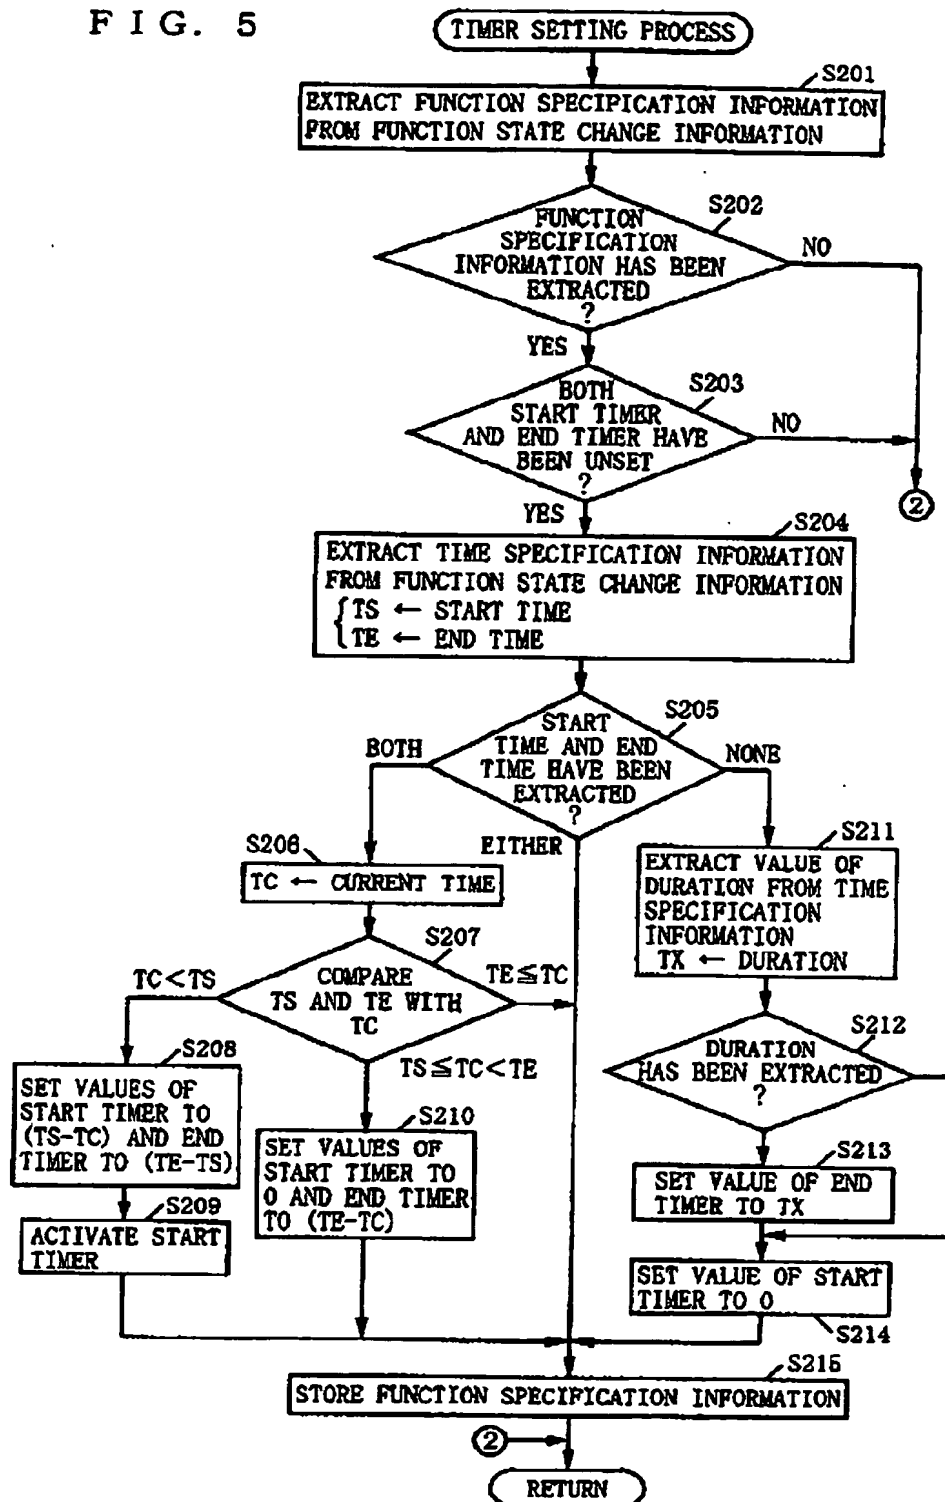 FIG. 5
TIMER SETTING PROCESS
S201
EXTRACT FUNCTION SPECIPICATION INFORMATION
FROM FUNCTION STATE CHANGE INFORMATION
S202
FUNCTION
SPECIFICATION
INFORMATION HAS BEEN
EXTRACTED
?
NO
YES
S203
BOTH
START TIMER
AND END TIMER HAVE
BEEN UNSET
?
NO
2
YES
S204
EXTRACT TIME SPECIFICATION INFORMATION
FROM FUNCTION STATE CHANGE INFORMATION
TS ← START TIME
TE ← END TIME
S205
START
TIME AND END
TIME HAVE BEEN
EXTRACTED
?
BOTH
NONE
EITHER
S206
TC ← CURRENT TIME
S211
EXTRACT VALUE OF
DURATION FROM TIME
SPECIFICATION
INFORMATION
TX ← DURATION
S207
COMPARE
TS AND TE WITH
TC
TC<TS
TE≦TC
TS≦TC<TE
S212
DURATION
HAS BEEN EXTRACTED
?
S208
SET VALUES OF
START TIMER TO
(TS-TC) AND END
TIMER TO (TE-TS)
S210
SET VALUES OF
START TIMER TO
0 AND END TIMER
TO (TE-TC)
S213
SET VALUE OF END
TIMER TO TX
S209
ACTIVATE START
TIMER
SET VALUE OF START
TIMER TO 0
S214
S215
STORE FUNCTION SPECIFICATION INFORMATION
2
RETURN